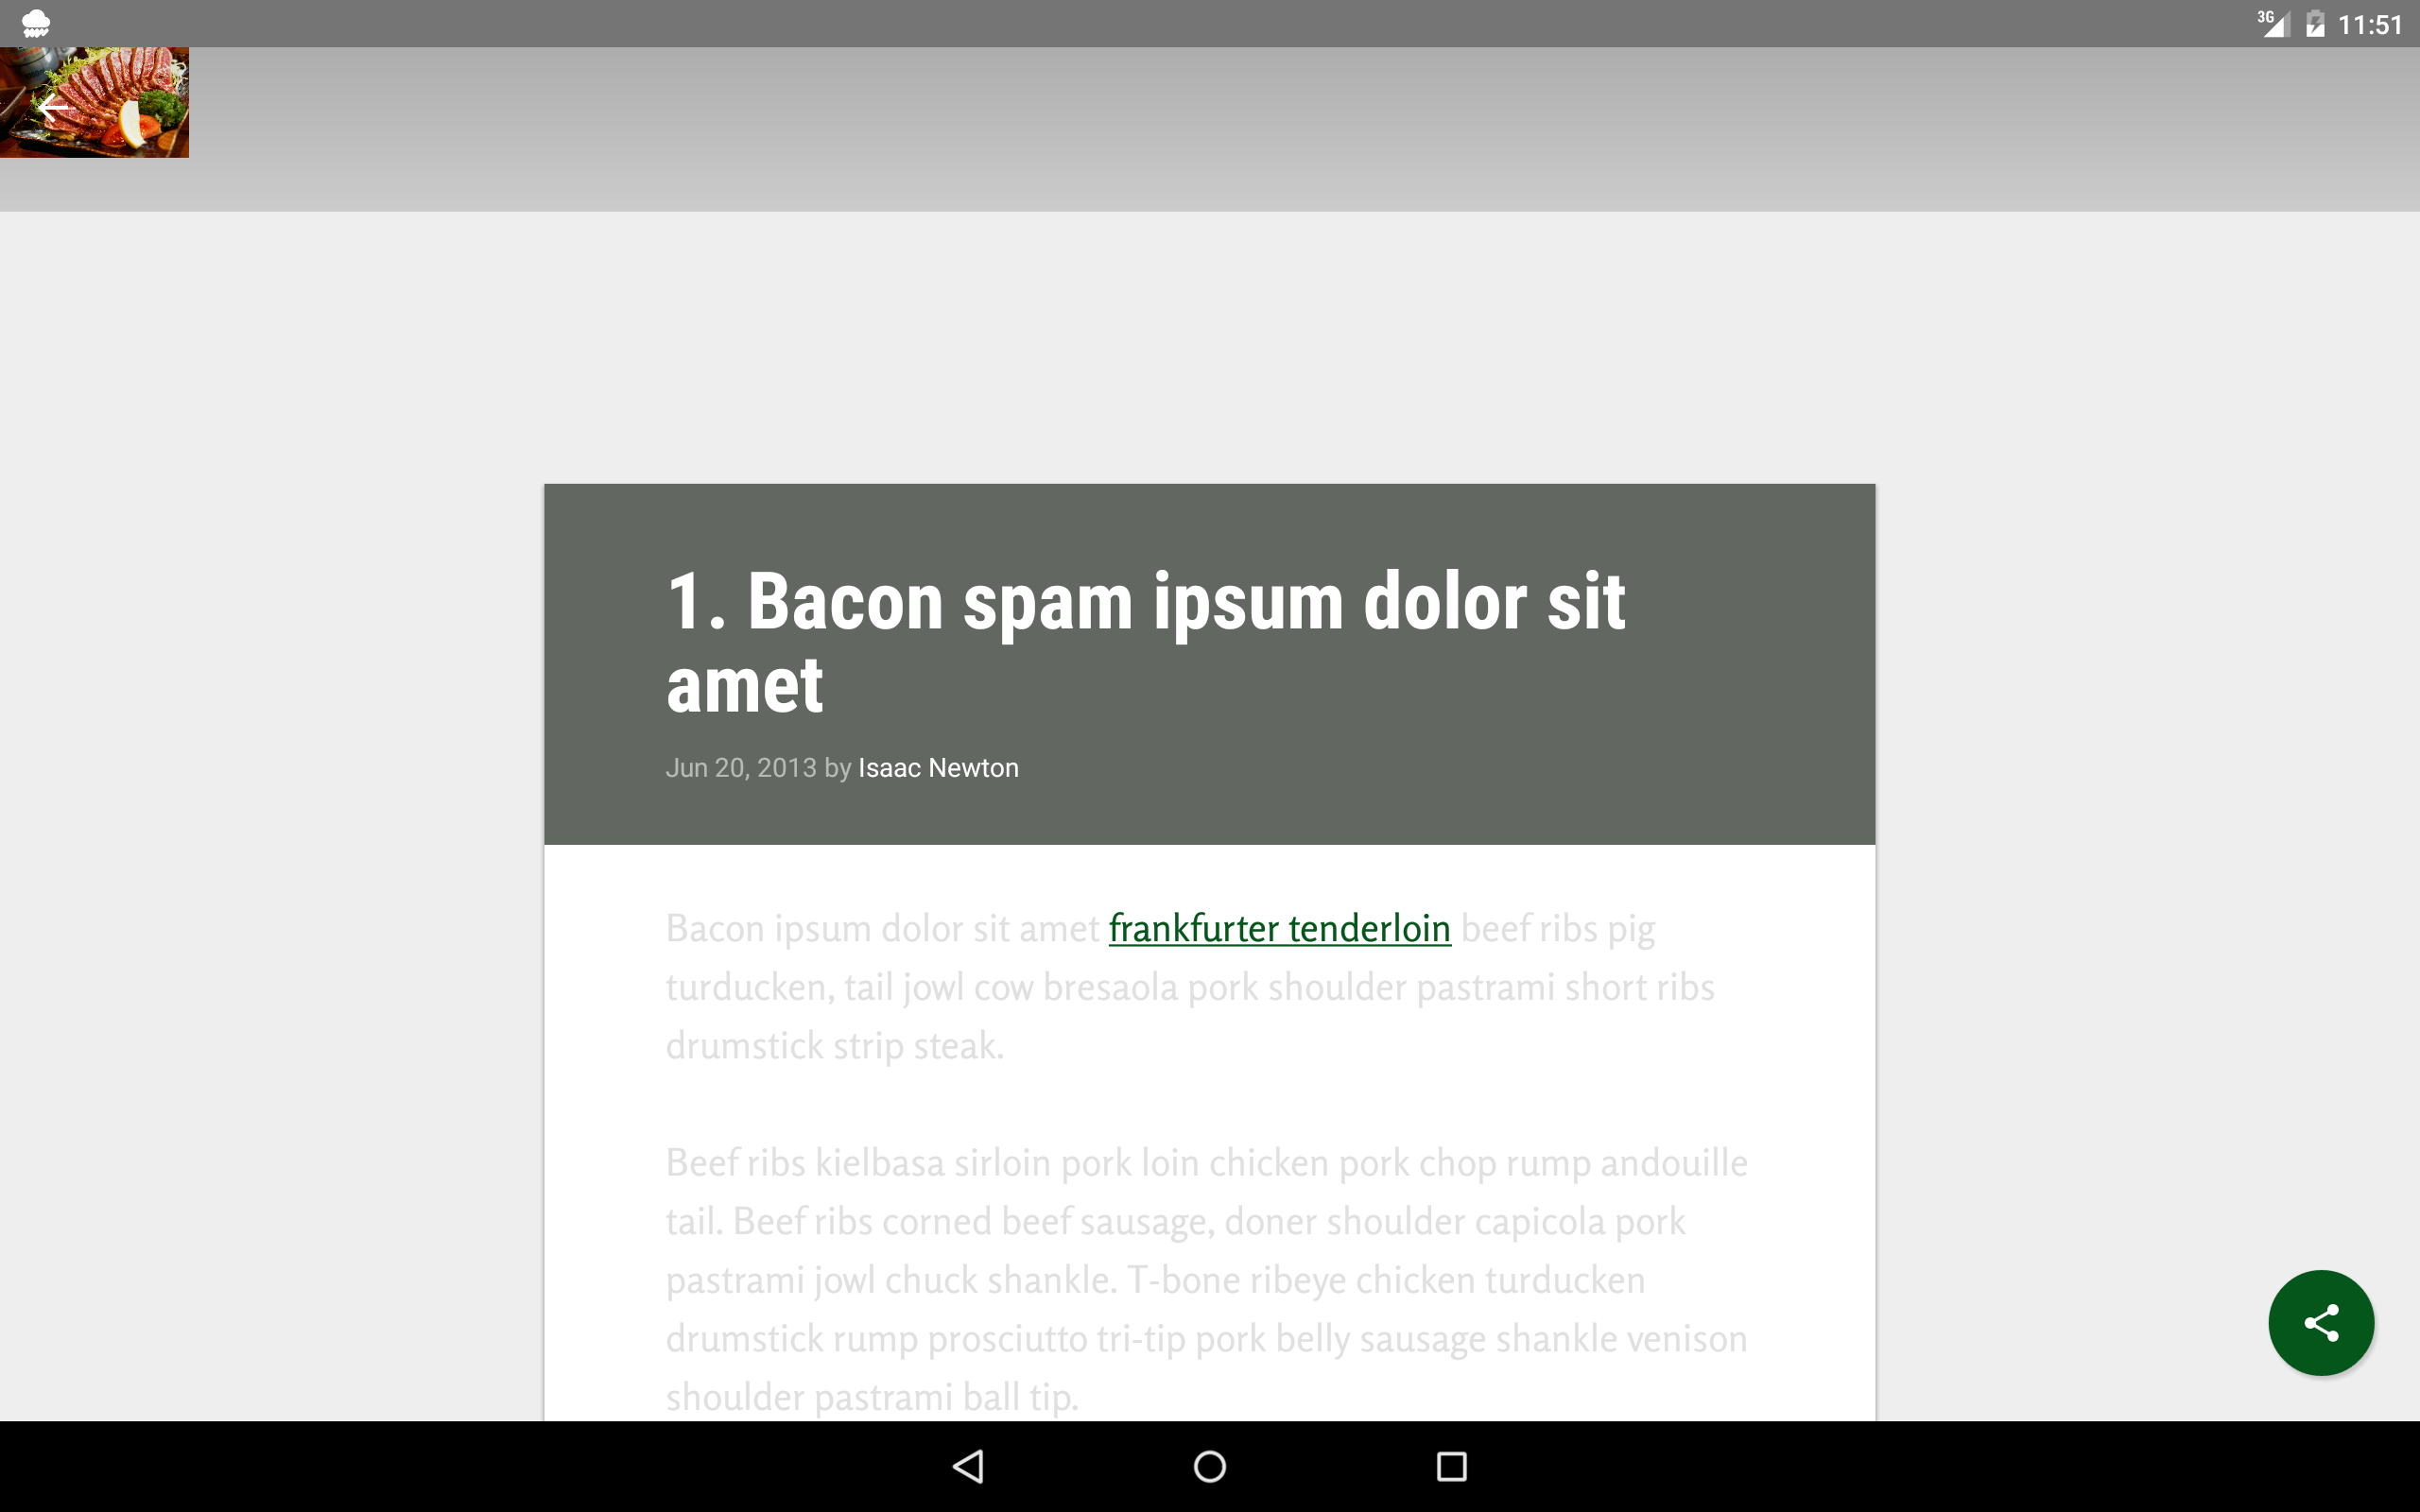 3G 11:51
1. Bacon spam ipsum dolor sit
amet
Jun 20, 2013 by Isaac Newton
Bacon ipsum dolor sit amet frankfurter tenderloin beef ribs pig
turducken, tail jowl cow bresaola pork shoulder pastrami short ribs
drumstick strip steak.
Beef ribs kielbasa sirloin pork loin chicken pork chop rump andouille
tail. Beef ribs corned beef sausage, doner shoulder capicola pork
pastrami jowl chuck shankle. T-bone ribeye chicken turducken
drumstick rump prosciutto tri-tip pork belly sausage shankle venison
shoulder pastrami ball tip.